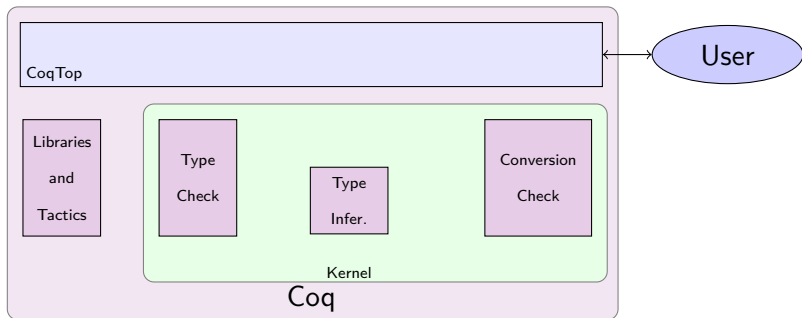 User
CoqTop
Libraries
and
Tactics
Type
Check
Type
Infer.
Conversion
Check
Kernel
Coq